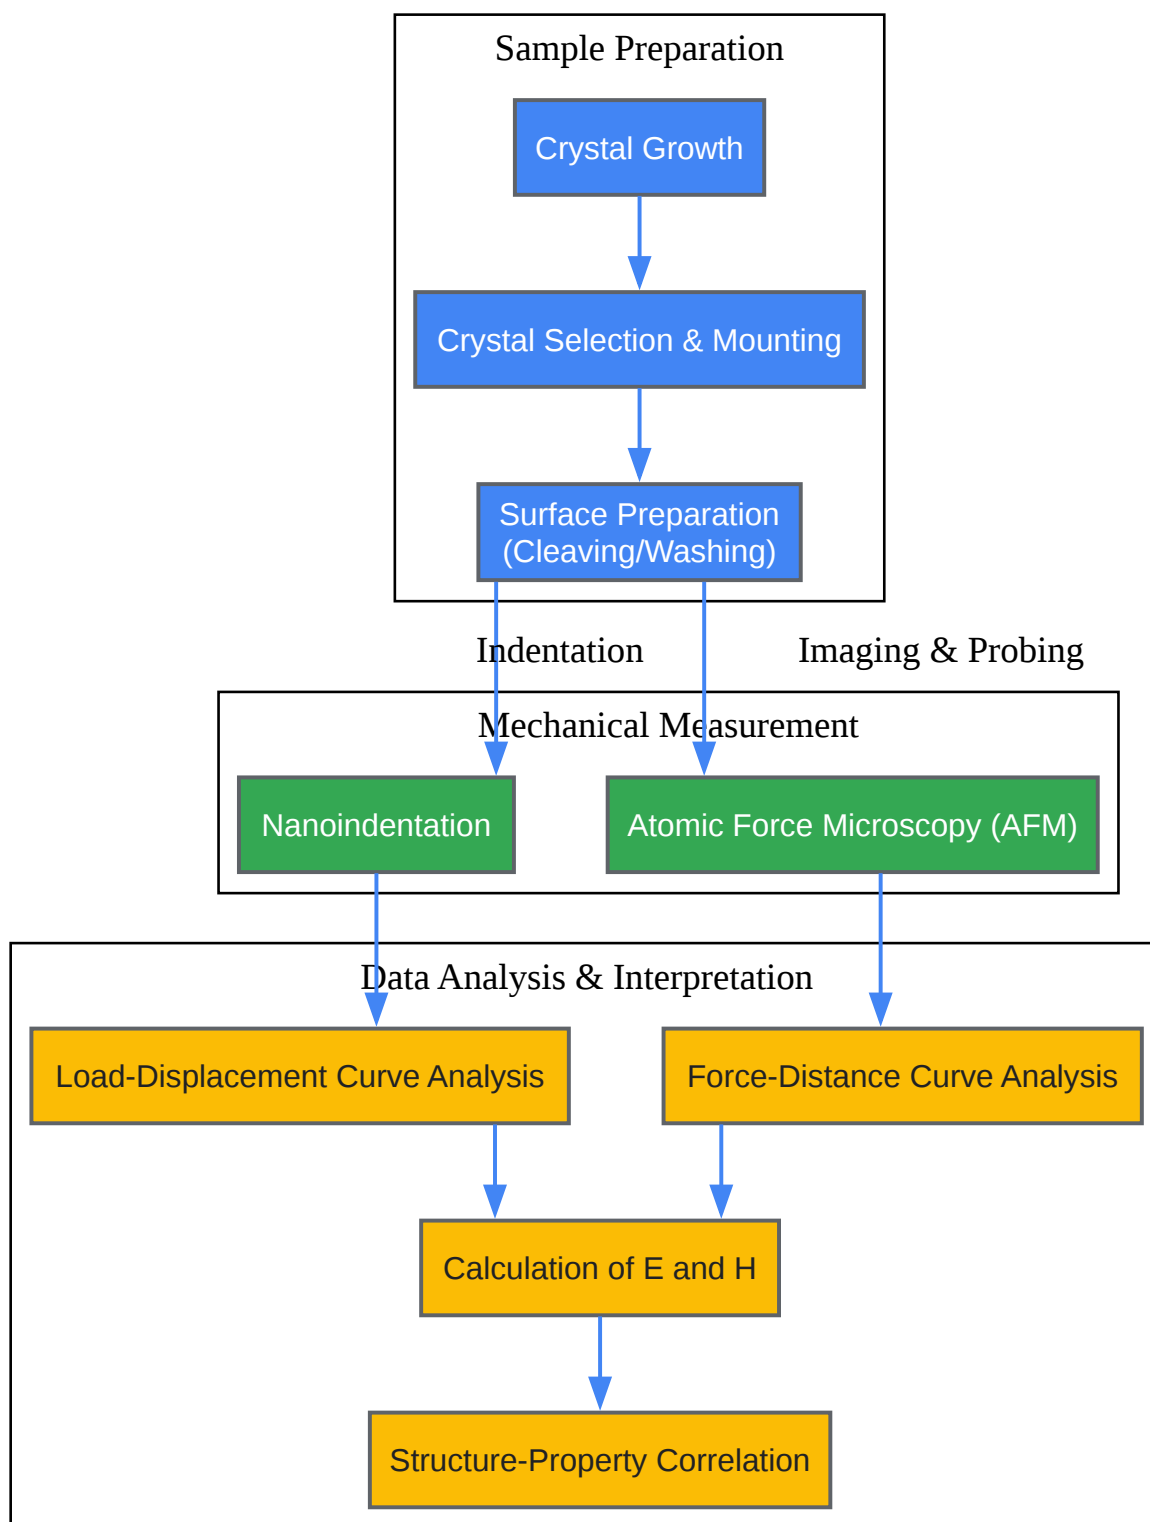 Sample Preparation
Crystal Growth
Crystal Selection & Mounting
Surface Preparation
(Cleaving/Washing)
Indentation
Imaging & Probing
Mechanical Measurement
Nanoindentation
Atomic Force Microscopy (AFM)
Data Analysis & Interpretation
Load-Displacement Curve Analysis
Force-Distance Curve Analysis
Calculation of E and H
Structure-Property Correlation